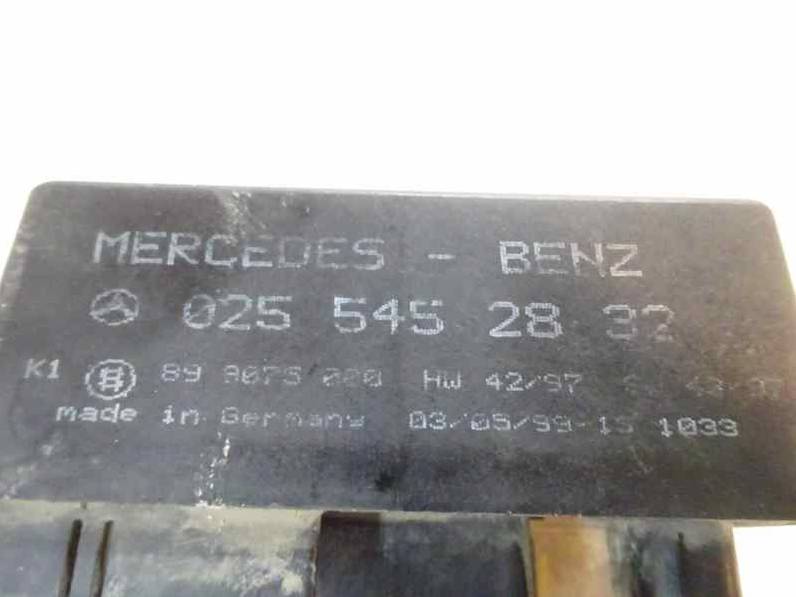 MERCEDES - BENZ
025 545 28 32
K1 89 9075 000 HW 42/97
made in Germany 03/05/99-15 1033